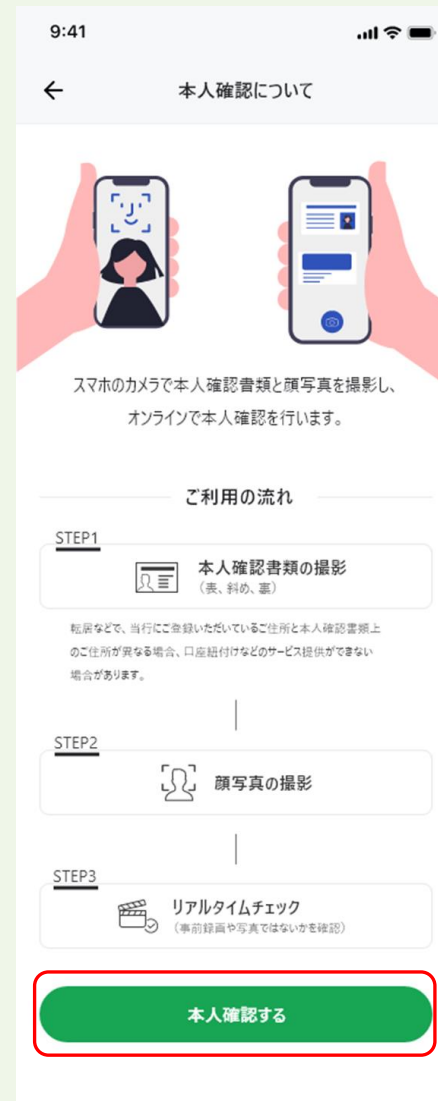 9:41
本人確認について
スマホのカメラで本人確認書類と顔写真を撮影し、
オンラインで本人確認を行います。
ご利用の流れ
STEP1
本人確認書類の撮影
（表、斜め、裏）
転居などで、当行にご登録いただいているご住所と本人確認書類上
のご住所が異なる場合、口座紐付けなどのサービス提供ができない
場合があります。
STEP2
顔写真の撮影
STEP3
リアルタイムチェック
（事前録画や写真ではないかを確認）
本人確認する